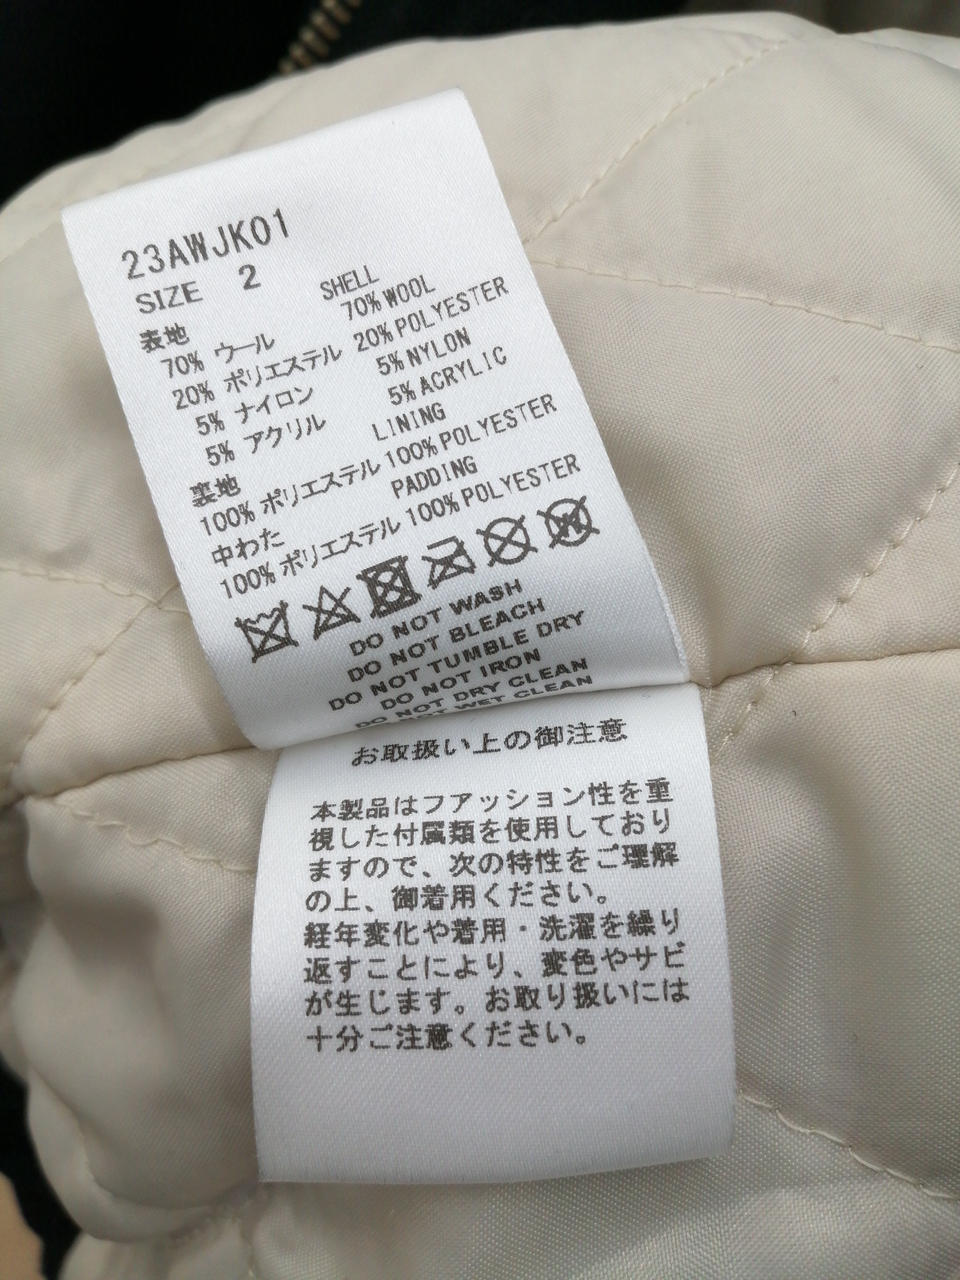 23AWJK01
SIZE 2
表地 SHELL
70% ウール 70% WOOL
20% ポリエステル 20% POLYESTER
5% ナイロン 5% NYLON
5% アクリル 5% ACRYLIC
裏地 LINING
100% ポリエステル 100% POLYESTER
中わた PADDING
100% ポリエステル 100% POLYESTER
DO NOT WASH
DO NOT BLEACH
DO NOT TUMBLE DRY
DO NOT IRON
DO NOT DRY CLEAN
DO NOT WET CLEAN
お取扱い上の御注意
本製品はファッション性を重
視した付属類を使用しており
ますので、次の特性をご理解
の上、御着用ください。
経年変化や着用・洗濯を繰り
返すことにより、変色やサビ
が生じます。お取り扱いには
十分ご注意ください。